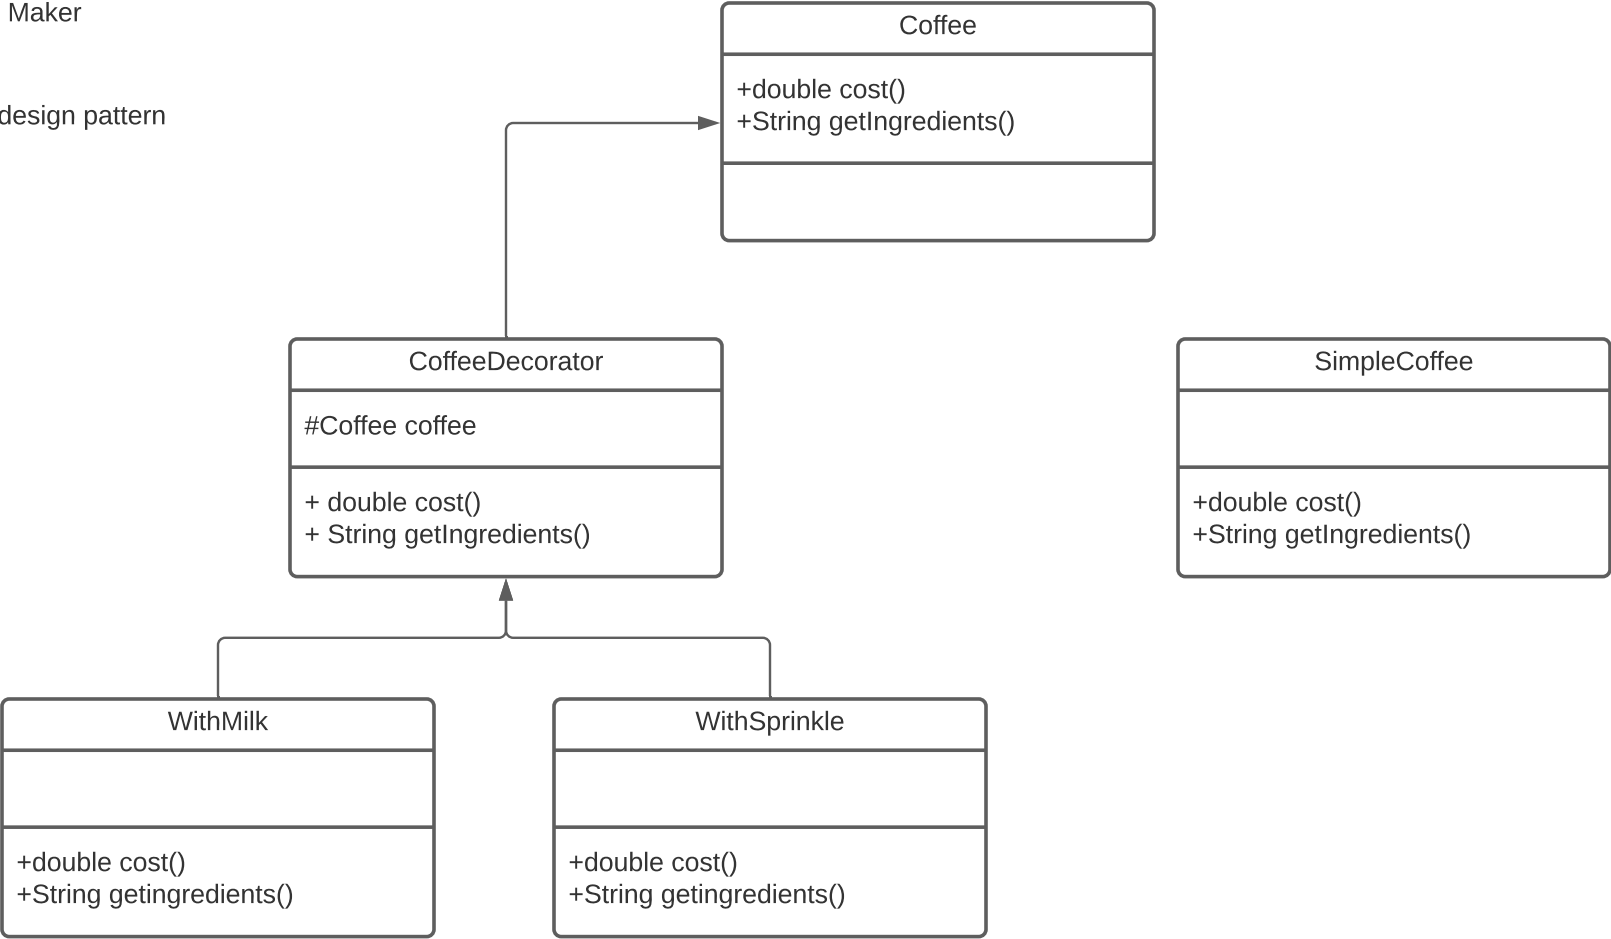 Maker
design pattern
Coffee
+double cost()
+String getIngredients()
CoffeeDecorator
#Coffee coffee
+ double cost()
+ String getIngredients()
SimpleCoffee
+double cost()
+String getIngredients()
WithMilk
+double cost()
+String getingredients()
WithSprinkle
+double cost()
+String getingredients()